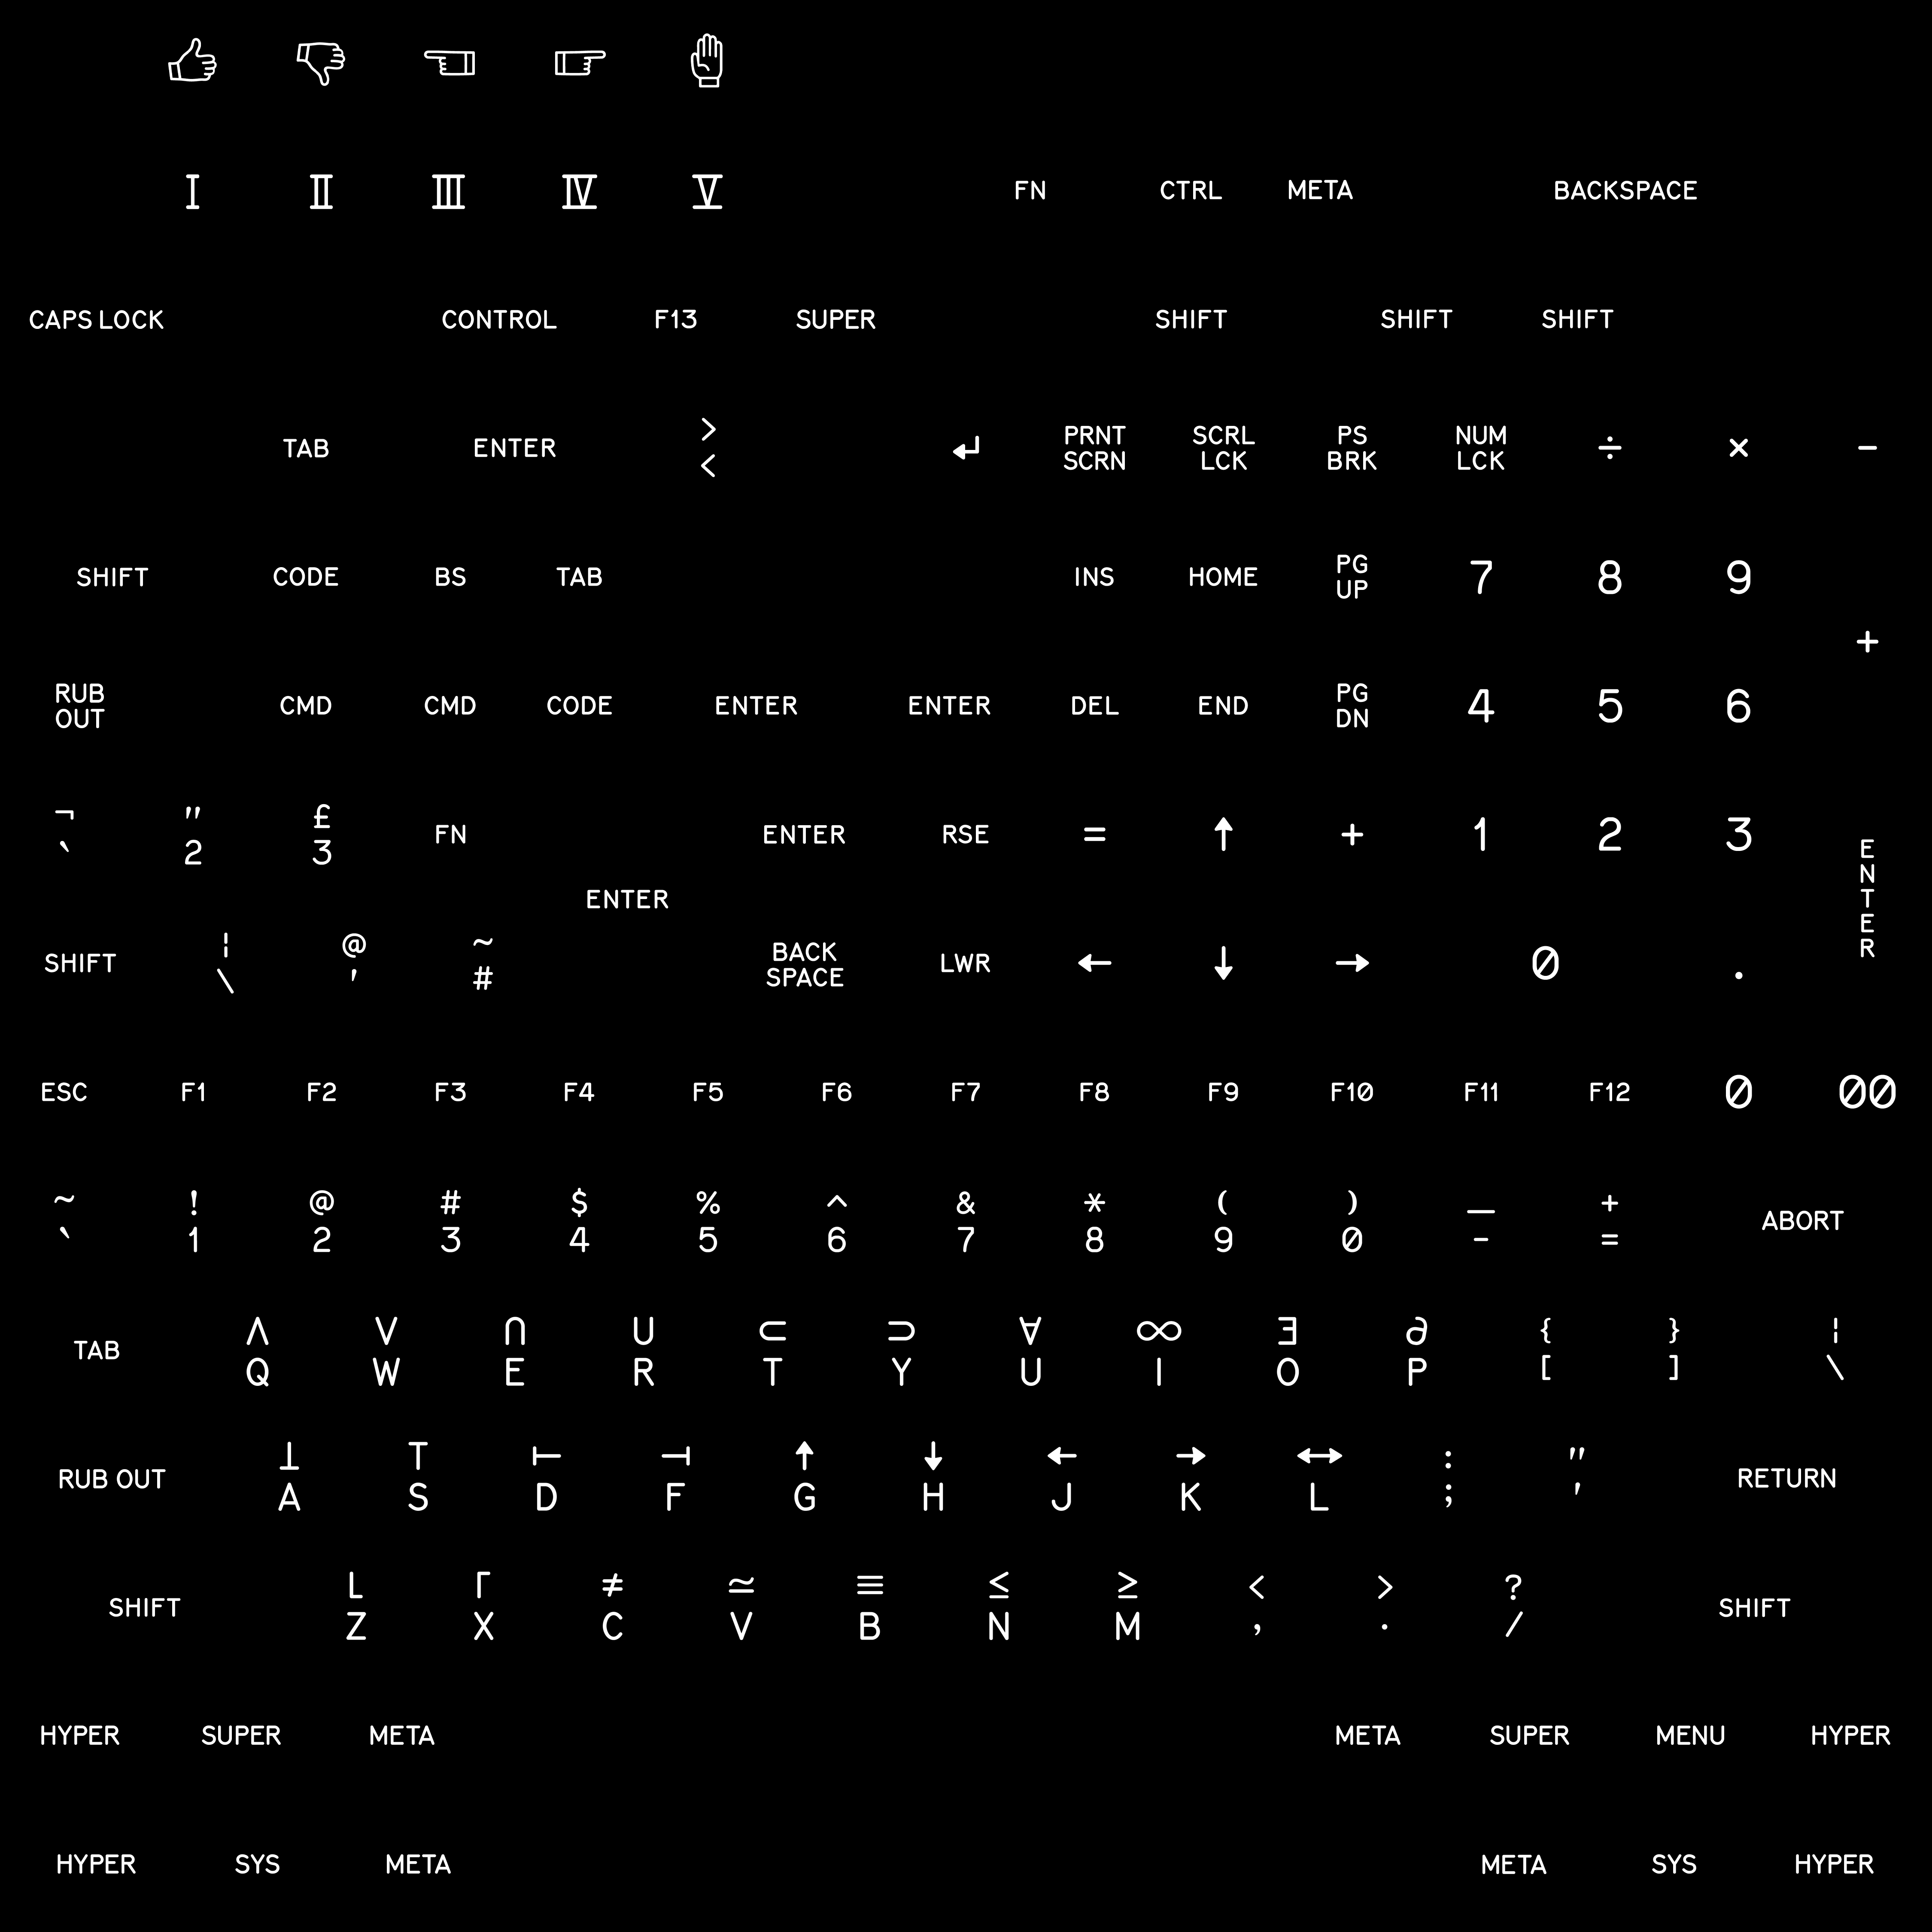 I II III IV V FN CTRL META BACKSPACE
CAPS LOCK CONTROL F13 SUPER SHIFT SHIFT SHIFT
TAB ENTER > < ↵ PRNT SCRN SCRL LCK PS BRK NUM LCK ÷ × -
SHIFT CODE BS TAB INS HOME PG UP 7 8 9
+
RUB OUT CMD CMD CODE ENTER ENTER DEL END PG DN 4 5 6
¬ ` " 2 £ 3 FN ENTER RSE = ↑ + 1 2 3
ENTER ENTER
SHIFT ¦ \ @ ' ~ # BACK SPACE LWR ← ↓ → 0 .
ESC F1 F2 F3 F4 F5 F6 F7 F8 F9 F10 F11 F12 0 00
~ ! @ # $ % ^ & * ( ) _ +
` 1 2 3 4 5 6 7 8 9 0 - = ABORT
∧ ∨ ∩ ∪ ⊂ ⊃ ∀ ∞ ∃ ∂ { } ¦
TAB Q W E R T Y U I O P [ ] \
⊥ ⊤ ⊢ ⊣ ↑ ↓ ← → ↔ : "
RUB OUT A S D F G H J K L ; ' RETURN
⌊ ⌈ ≠ ≃ ≡ ≤ ≥ < > ?
SHIFT Z X C V B N M , . / SHIFT
HYPER SUPER META META SUPER MENU HYPER
HYPER SYS META META SYS HYPER